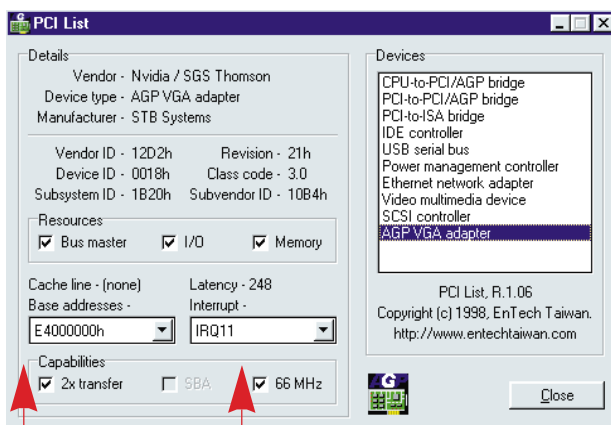 PCI List
Details
Vendor - Nvidia / SGS Thomson
Device type - AGP VGA adapter
Manufacturer - STB Systems
Vendor ID - 12D2h Revision - 21h
Device ID - 0018h Class code - 3.0
Subsystem ID - 1B20h Subvendor ID - 10B4h
Resources
Bus master I/O Memory
Cache line - (none) Latency - 248
Base addresses - Interrupt -
E4000000h IRQ11
Capabilities
2x transfer SBA 66 MHz
Devices
CPU-to-PCI/AGP bridge
PCI-to-PCI/AGP bridge
PCI-to-ISA bridge
IDE controller
USB serial bus
Power management controller
Ethernet network adapter
Video multimedia device
SCSI controller
AGP VGA adapter
PCI List, R.1.06
Copyright (c) 1998, EnTech Taiwan.
http://www.entechtaiwan.com
AGP
Close